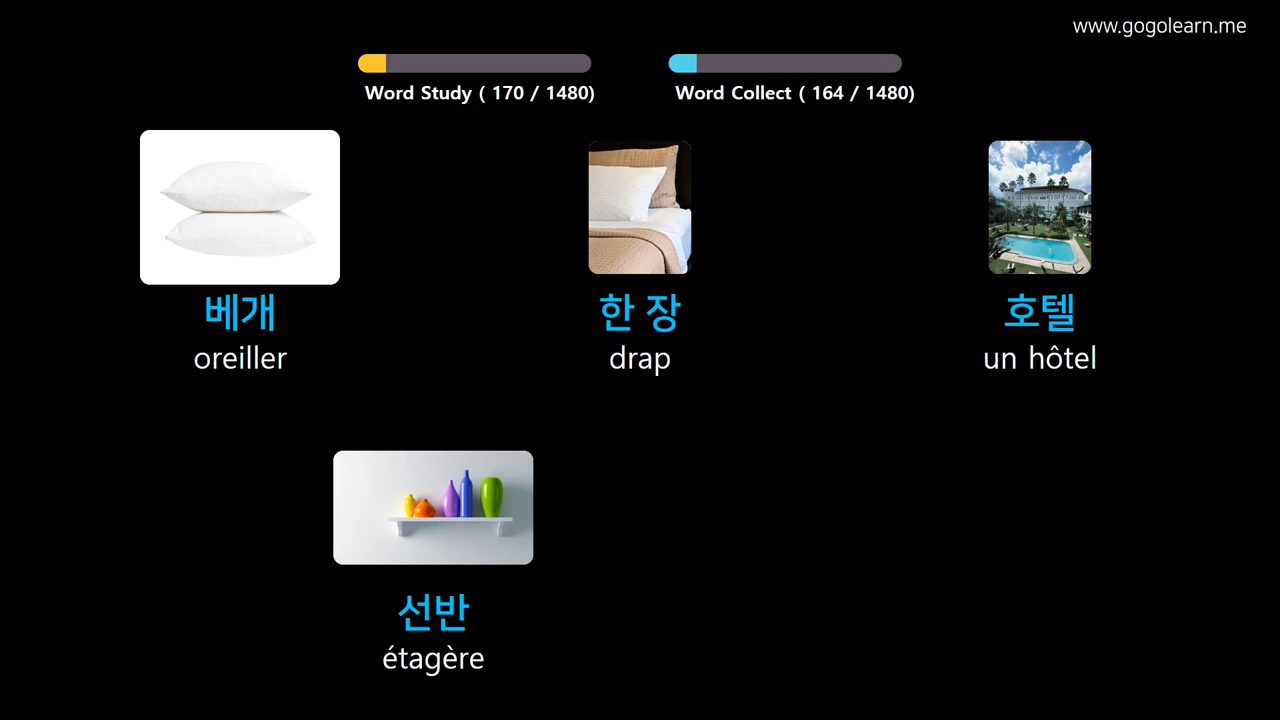 www.gogolearn.me
Word Study ( 170 / 1480)
Word Collect ( 164 / 1480)
베개
oreiller
한 장
drap
호텔
un hôtel
선반
étagère